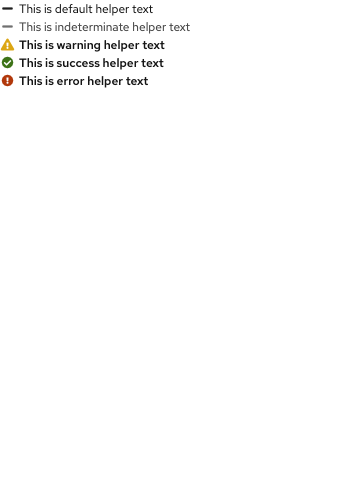 This is default helper text
This is indeterminate helper text
This is warning helper text
This is success helper text
This is error helper text